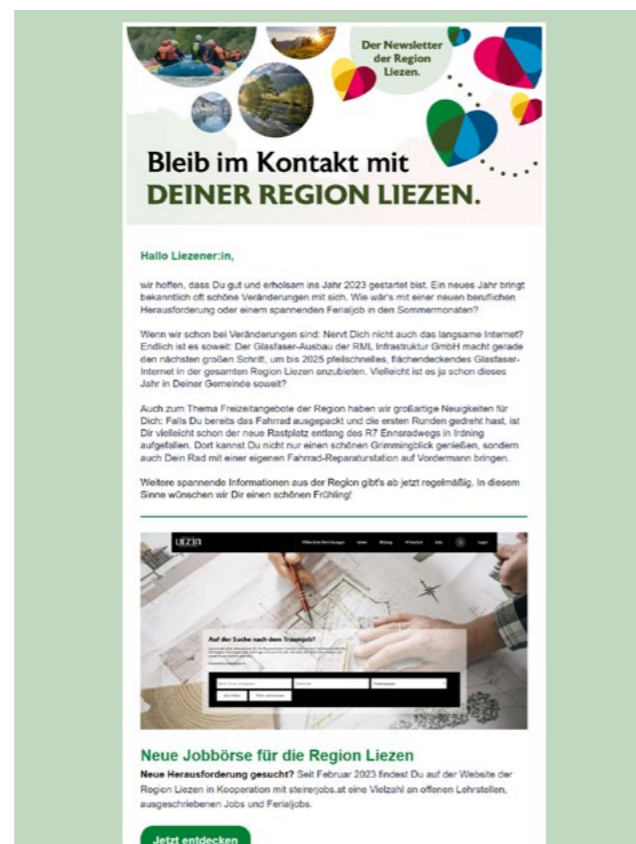 Der Newsletter
der Region
Liezen.
Bleib im Kontakt mit
DEINER REGION LIEZEN.
Hallo Liezener:in,
wir hoffen, dass Du gut und erholsam ins Jahr 2023 gestartet bist. Ein neues Jahr bringt
bekanntlich oft schöne Veränderungen mit sich. Wie wär's mit einer neuen beruflichen
Herausforderung oder einem spannenden Ferialjob in den Sommermonaten?
Wenn wir schon bei Veränderungen sind: Nervt Dich nicht auch das langsame Internet?
Endlich ist es soweit: Der Glasfaser-Ausbau der RML Infrastruktur GmbH macht gerade
den nächsten großen Schritt, um bis 2025 pfeilschnelles, flächendeckendes Glasfaser-
Internet in der gesamten Region Liezen anzubieten. Vielleicht ist es ja schon dieses
Jahr in Deiner Gemeinde soweit?
Auch zum Thema Freizeitangebote der Region haben wir großartige Neuigkeiten für
Dich: Falls Du bereits das Fahrrad ausgepackt und die ersten Runden gedreht hast, ist
Dir vielleicht schon der neue Rastplatz entlang des R7 Ennsradwegs in Irdning
aufgefallen. Dort kannst Du nicht nur einen schönen Grimmingblick genießen, sondern
auch Dein Rad mit einer eigenen Fahrrad-Reparaturstation auf Vordermann bringen.
Weitere spannende Informationen aus der Region gibt's ab jetzt regelmäßig. In diesem
Sinne wünschen wir Dir einen schönen Frühling!
LIEZEN
Bildung
Jobs
Login
Auf der Suche nach dem Traumjob?
Neue Jobbörse für die Region Liezen
Neue Herausforderung gesucht? Seit Februar 2023 findest Du auf der Website der
Region Liezen in Kooperation mit steirerjobs.at eine Vielzahl an offenen Lehrstellen,
ausgeschriebenen Jobs und Ferialjobs.
Jetzt entdecken